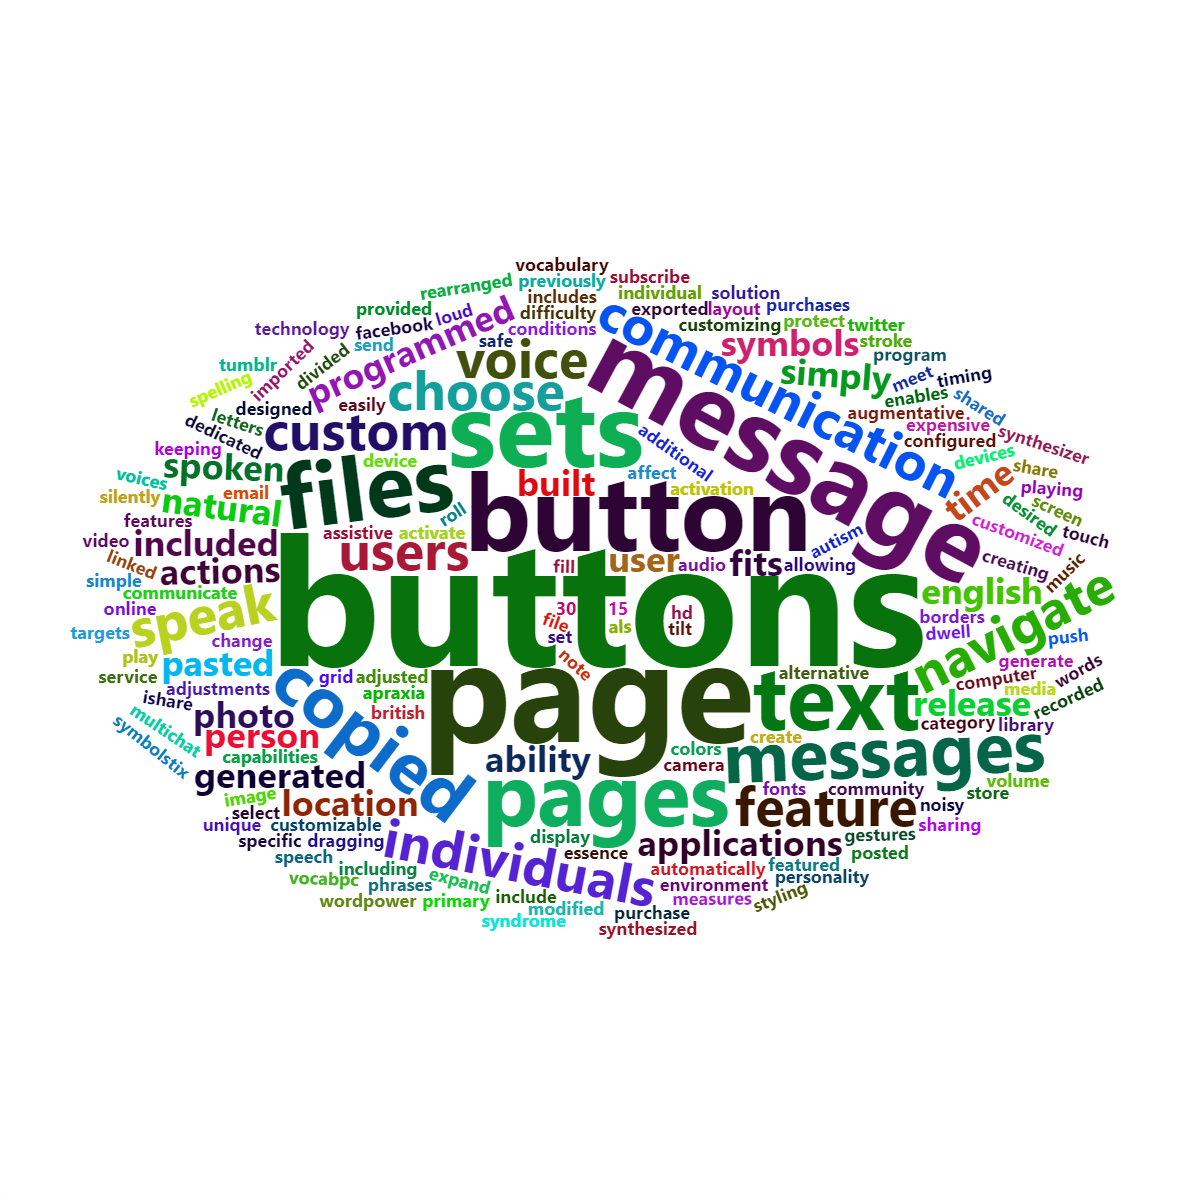 vocabulary
rearranged
previously
subscribe
includes
individual
solution
provided
loud
programmed
difficulty
exported
layout
purchases
technology
facebook
conditions
communication
customizing
protect
twitter
send
safe
voice
message
symbols
stroke
tumblr
imported
divided
program
spelling
choose
simply
meet
timing
enables
designed
easily
sets
augmentative
shared
letters
custom
expensive
dedicated
additional
configured
synthesizer
keeping
spoken
device
files
affect
devices
share
voices
built
activation
time
silently
email
natural
playing
screen
desired
roll
button
features
assistive
activate
autism
customized
touch
video
included
users
linked
actions
fill
user
audio
fits
allowing
creating
music
simple
communicate
buttons
english
navigate
online
speak
30
15
hd
borders
file
als
tilt
targets
change
set
dwell
push
play
pasted
note
generate
words
service
grid
adjusted
alternative
computer
adjustments
apraxia
page
media
recorded
ishare
copied
text
release
multichat
photo
british
category
library
symbolstix
person
create
capabilities
colors
messages
generated
ability
camera
volume
image
location
pages
fonts
community
store
select
feature
noisy
unique
customizable
individuals
sharing
specific
dragging
display
applications
gestures
speech
essence
posted
including
automatically
featured
vocabpc
phrases
expand
environment
personality
wordpower
primary
include
measures
styling
modified
purchase
syndrome
synthesized